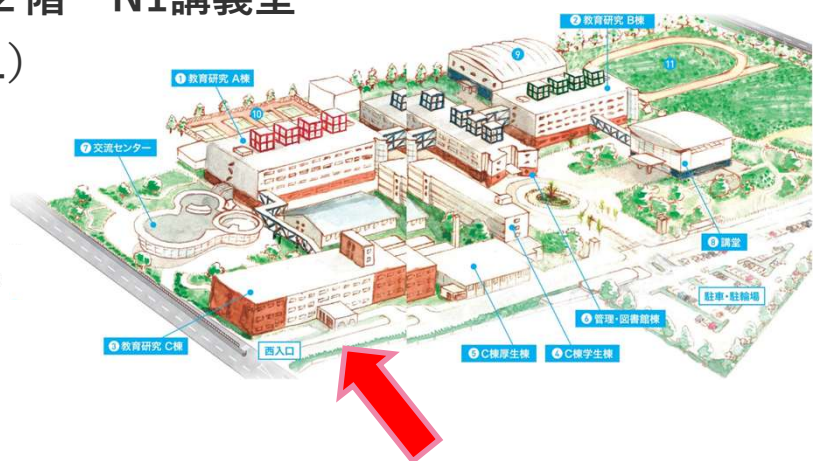 ２階　N1講義室
)
❷ 教育研究 B棟
❾
⓫
❶ 教育研究 A棟
❿
❼ 交流センター
❽ 講堂
駐車・駐輪場
❻ 管理・図書館棟
❸ 教育研究 C棟
西入口
❺ C棟厚生棟
❹ C棟学生棟